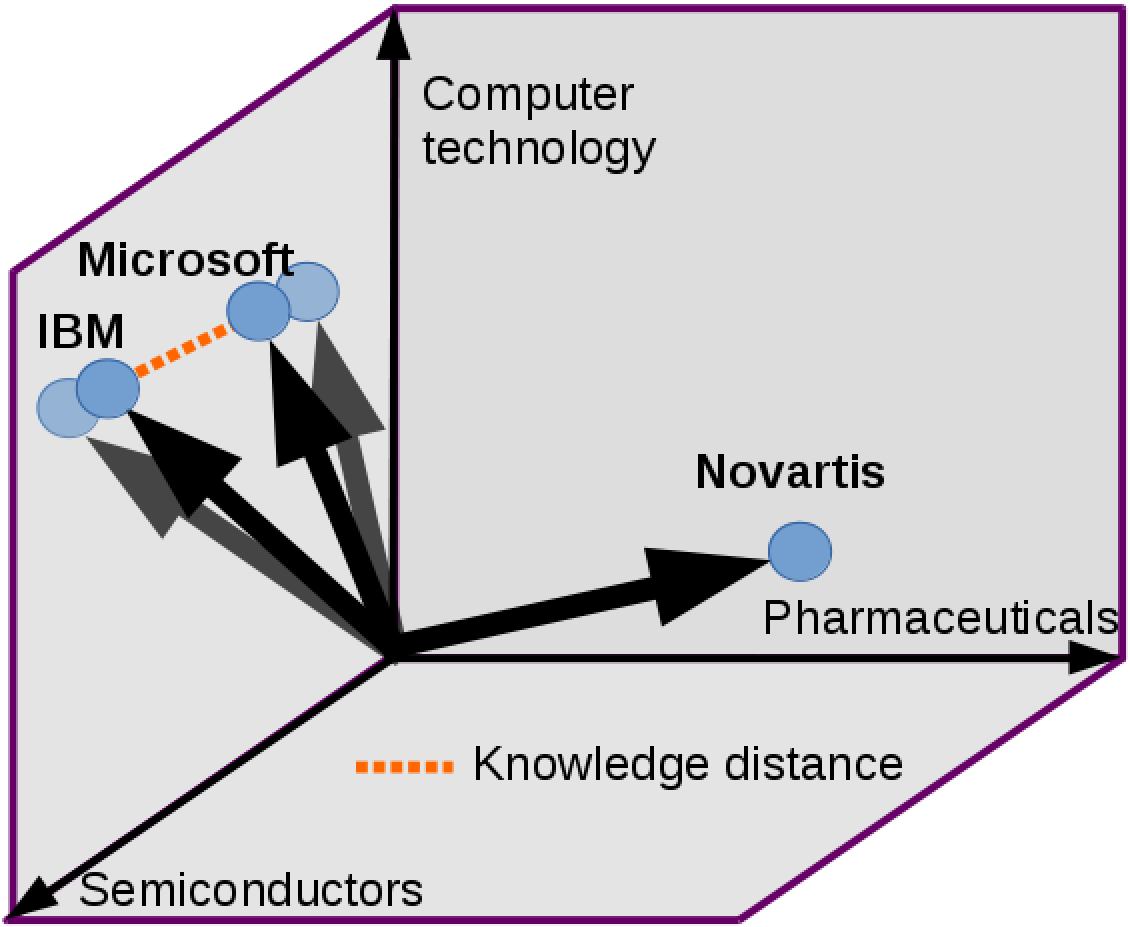 Computer
technology
Microsoft
IBM
Novartis
Pharmaceuticals
Knowledge distance
Semiconductors